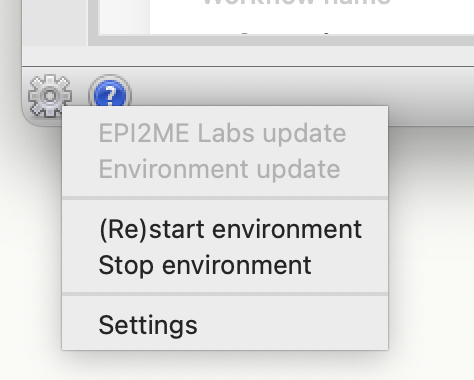 EPI2ME Labs update
Environment update
(Re)start environment
Stop environment
Settings